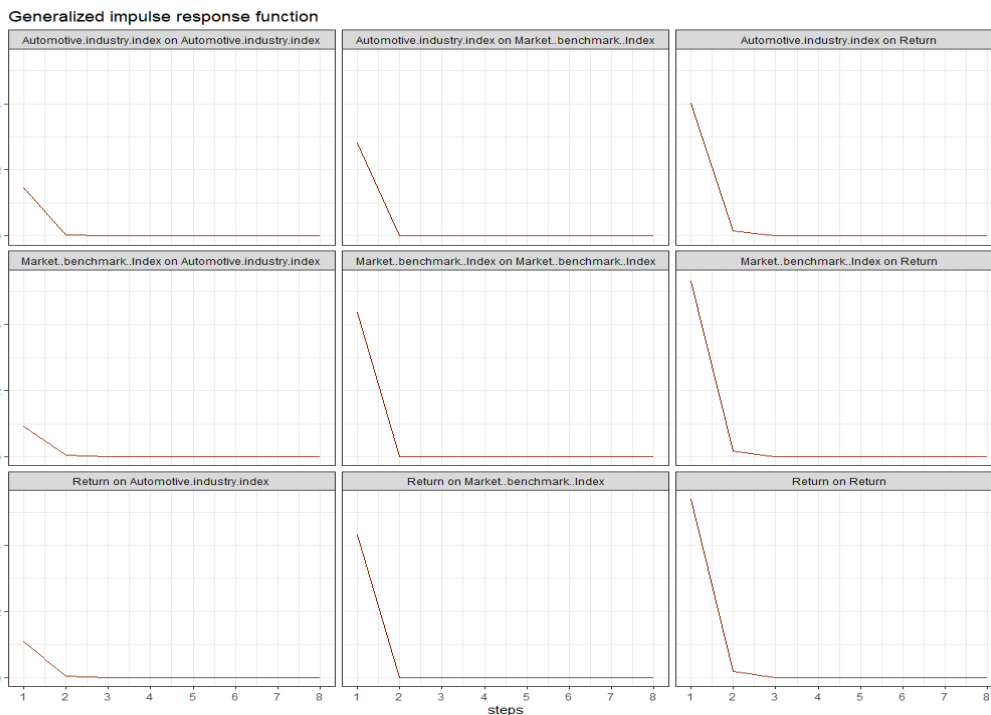 Generalized impulse response function
Automotive.industry.index on Automotive.industry.index
Automotive.industry.index on Market..benchmark..Index
Automotive.industry.index on Return
Market..benchmark..Index on Automotive.industry.index
Market..benchmark..Index on Market..benchmark..Index
Market..benchmark..Index on Return
Return on Automotive.industry.index
Return on Market..benchmark..Index
Return on Return
1 2 3 4 5 6 7 8 1 2 3 4 5 6 7 8 1 2 3 4 5 6 7 8
steps